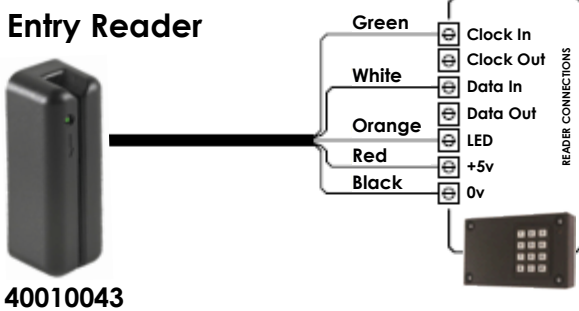 Entry Reader
Green
White
Orange
Red
Black
Clock In
Clock Out
Data In
Data Out
LED
+5v
0v
READER CONNECTIONS
40010043